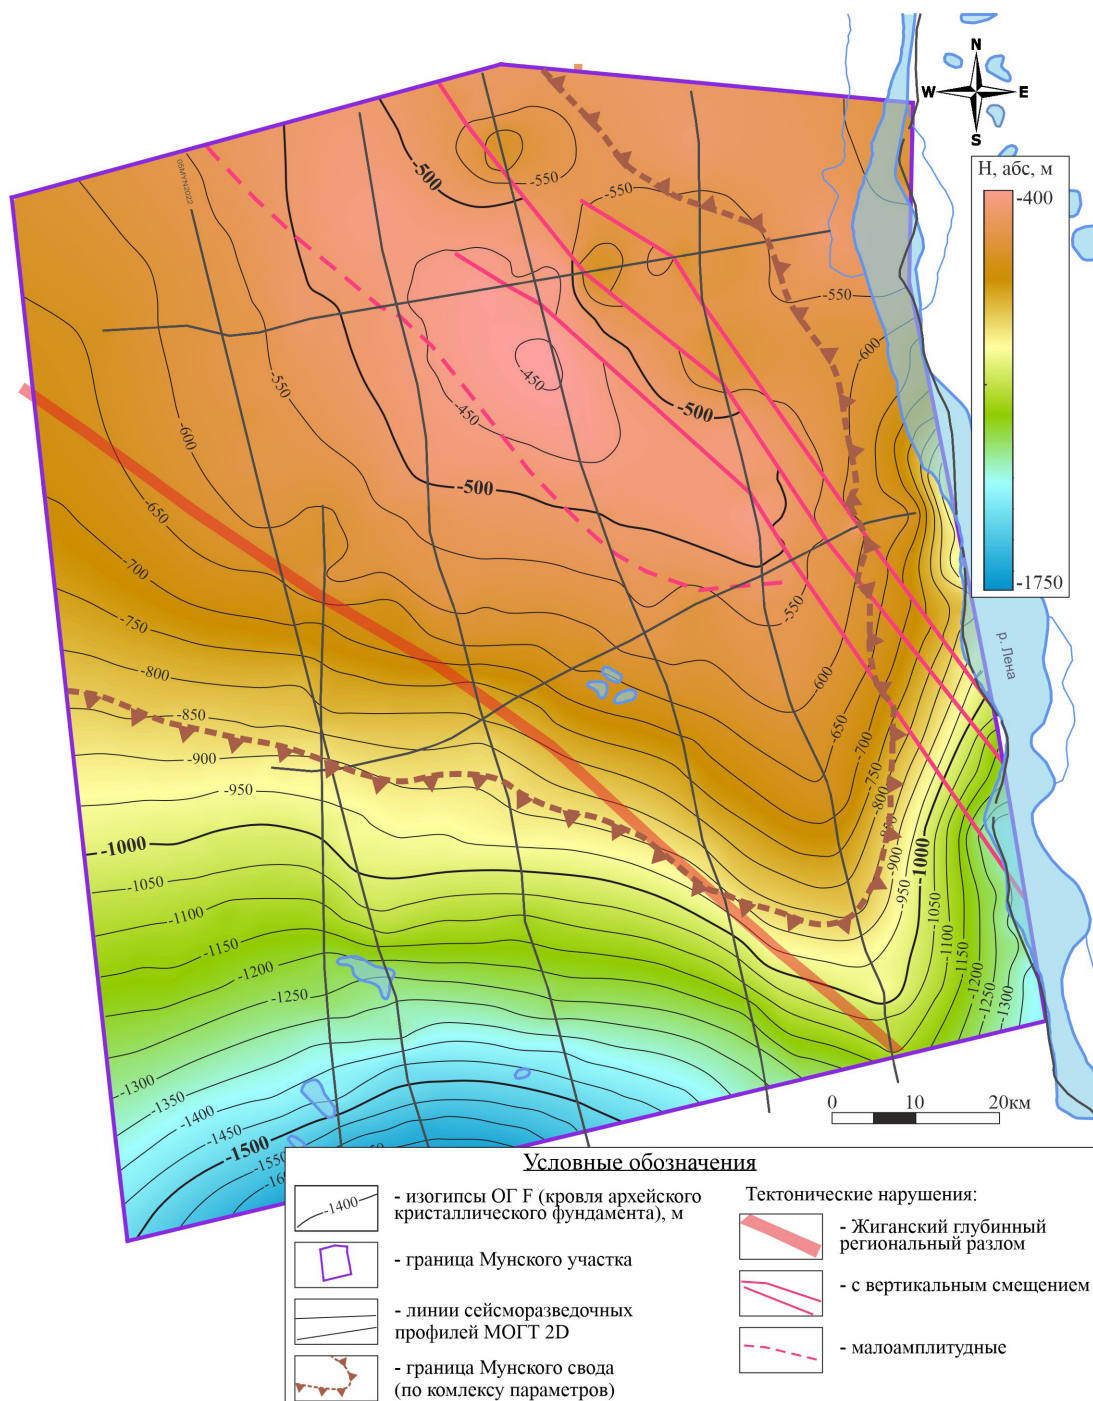 N
W E
S
H, абс, м
-400
-1750
05MYN2022
-500
-550
-550
-550
-600
-450
-450
-550
-500
-600
-500
-650
-700
-550
-750
-600
-800
-650
-850
-700
-900
-750
-950
-800
-850
-1000
-900
-1000
-950
-1050
-1050
-1100
-1100
-1150
-1150
-1200
-1200
-1250
-1250
-1300
-1300
-1350
-1400
-1450
-1500
-1550
р. Лена
0 10 20км
Условные обозначения
-1400
- изогипсы ОГ F (кровля архейского
кристаллического фундамента), м
- граница Мунского участка
- линии сейсморазведочных
профилей МОГТ 2D
- граница Мунского свода
(по комлексу параметров)
Тектонические нарушения:
- Жиганский глубинный
региональный разлом
- с вертикальным смещением
- малоамплитудные